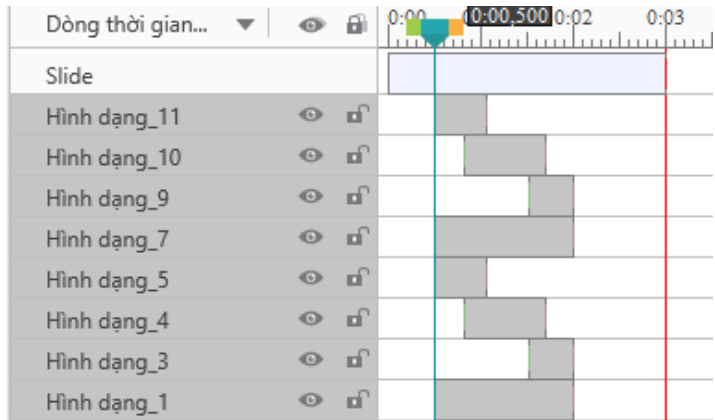 Dòng thời gian...
0:00 0:00,500 0:02 0:03
Slide
Hình dạng_11
Hình dạng_10
Hình dạng_9
Hình dạng_7
Hình dạng_5
Hình dạng_4
Hình dạng_3
Hình dạng_1